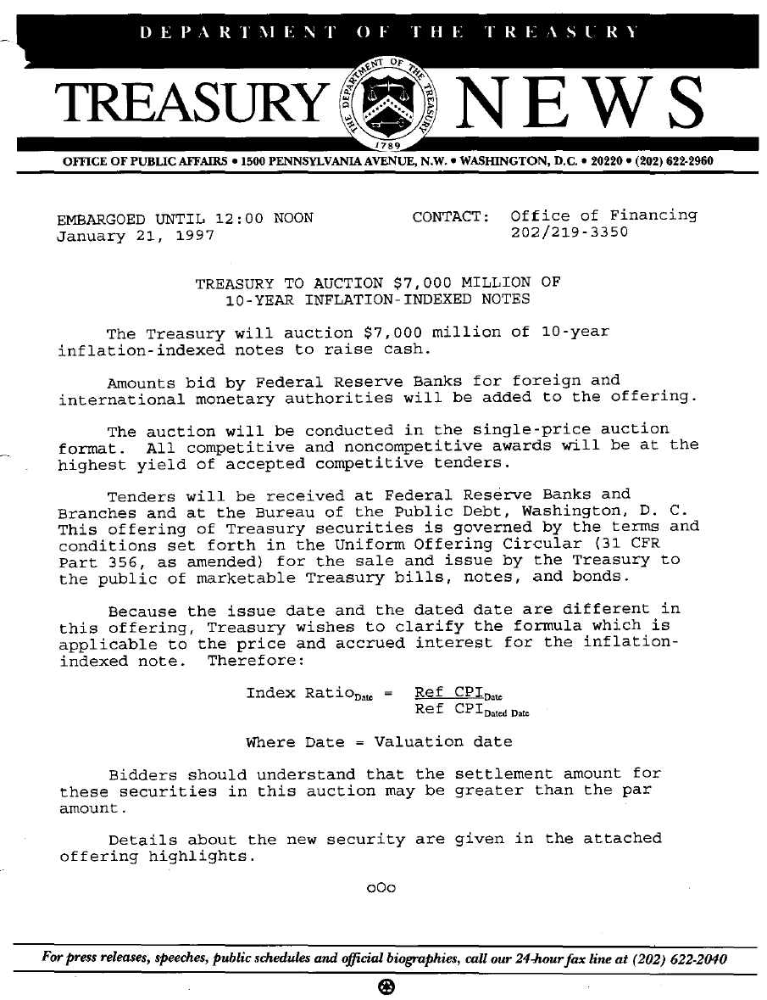 DEPARTMENT OF THE TREASURY
TREASURY NEWS
THE DEPARTMENT OF THE TREASURY
1789
OFFICE OF PUBLIC AFFAIRS • 1500 PENNSYLVANIA AVENUE, N.W. • WASHINGTON, D.C. • 20220 • (202) 622-2960
EMBARGOED UNTIL 12:00 NOON CONTACT: Office of Financing
January 21, 1997 202/219-3350
TREASURY TO AUCTION $7,000 MILLION OF
10-YEAR INFLATION-INDEXED NOTES
The Treasury will auction $7,000 million of 10-year
inflation-indexed notes to raise cash.
Amounts bid by Federal Reserve Banks for foreign and
international monetary authorities will be added to the offering.
The auction will be conducted in the single-price auction
format. All competitive and noncompetitive awards will be at the
highest yield of accepted competitive tenders.
Tenders will be received at Federal Reserve Banks and
Branches and at the Bureau of the Public Debt, Washington, D. C.
This offering of Treasury securities is governed by the terms and
conditions set forth in the Uniform Offering Circular (31 CFR
Part 356, as amended) for the sale and issue by the Treasury to
the public of marketable Treasury bills, notes, and bonds.
Because the issue date and the dated date are different in
this offering, Treasury wishes to clarify the formula which is
applicable to the price and accrued interest for the inflation-
indexed note. Therefore:
Index Ratio Date = Ref CPI Date
Ref CPI Dated Date
Where Date = Valuation date
Bidders should understand that the settlement amount for
these securities in this auction may be greater than the par
amount.
Details about the new security are given in the attached
offering highlights.
oOo
For press releases, speeches, public schedules and official biographies, call our 24-hour fax line at (202) 622-2040